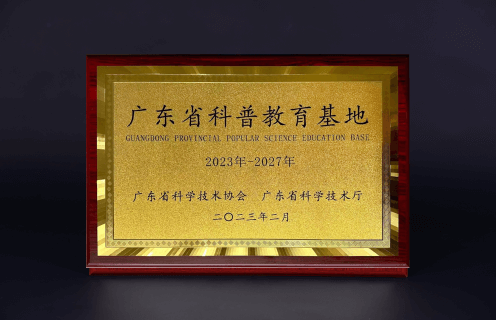 广东省科普教育基地
GUANGDONG PROVINCIAL POPULAR SCIENCE EDUCATION BASE
2023年-2027年
广东省科学技术协会 广东省科学技术厅
二〇二三年二月